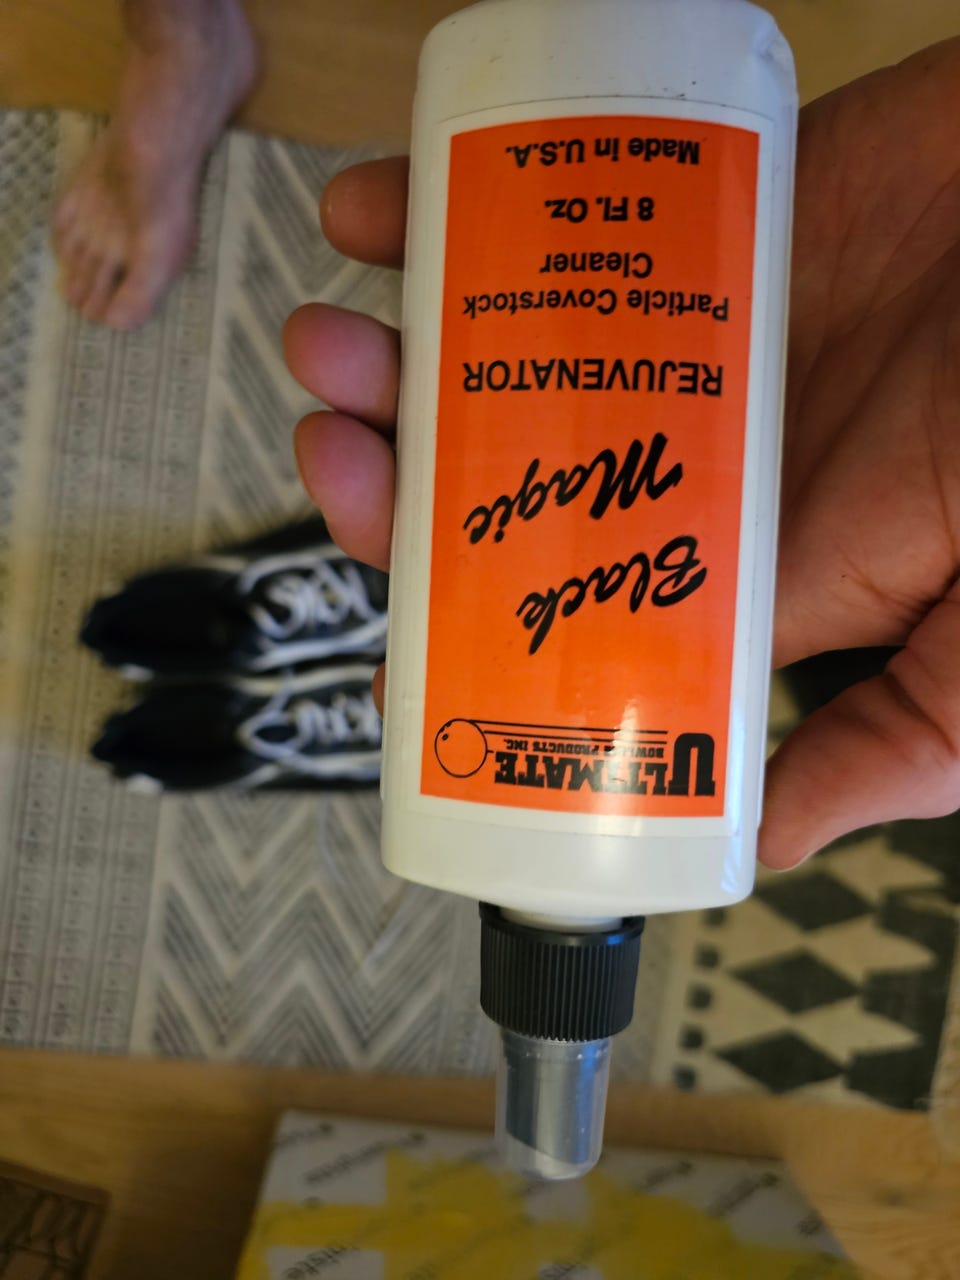 ULTIMATE
BOWLING PRODUCTS INC.
Black
Magic
REJUVENATOR
Particle Coverstock
Cleaner
8 Fl. Oz.
Made in U.S.A.